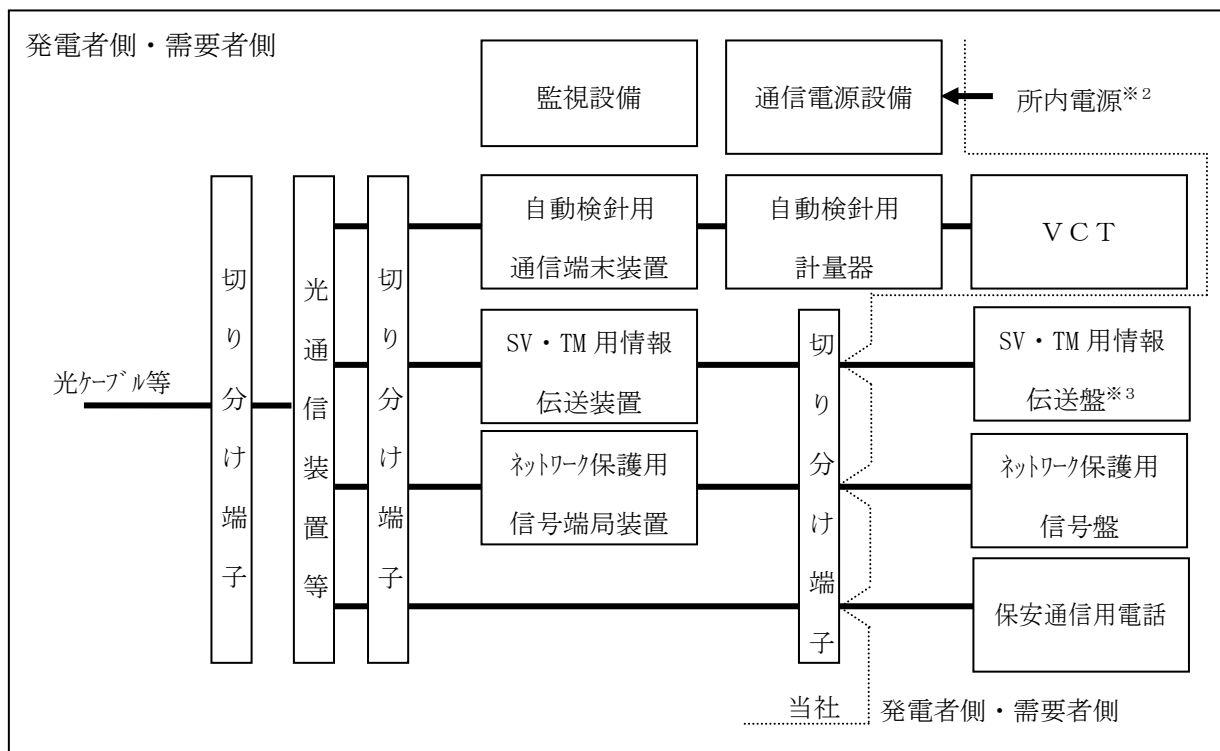 発電者側・需要者側
監視設備
通信電源設備
所内電源※2
切り分け端子
光通信装置等
切り分け端子
自動検針用
通信端末装置
自動検針用
計量器
VCT
光ｹｰﾌﾞﾙ等
SV・TM 用情報
伝送装置
切り分け端子
SV・TM 用情報
伝送盤※3
ﾈｯﾄﾜｰｸ保護用
信号端局装置
ﾈｯﾄﾜｰｸ保護用
信号盤
保安通信用電話
当社
発電者側・需要者側